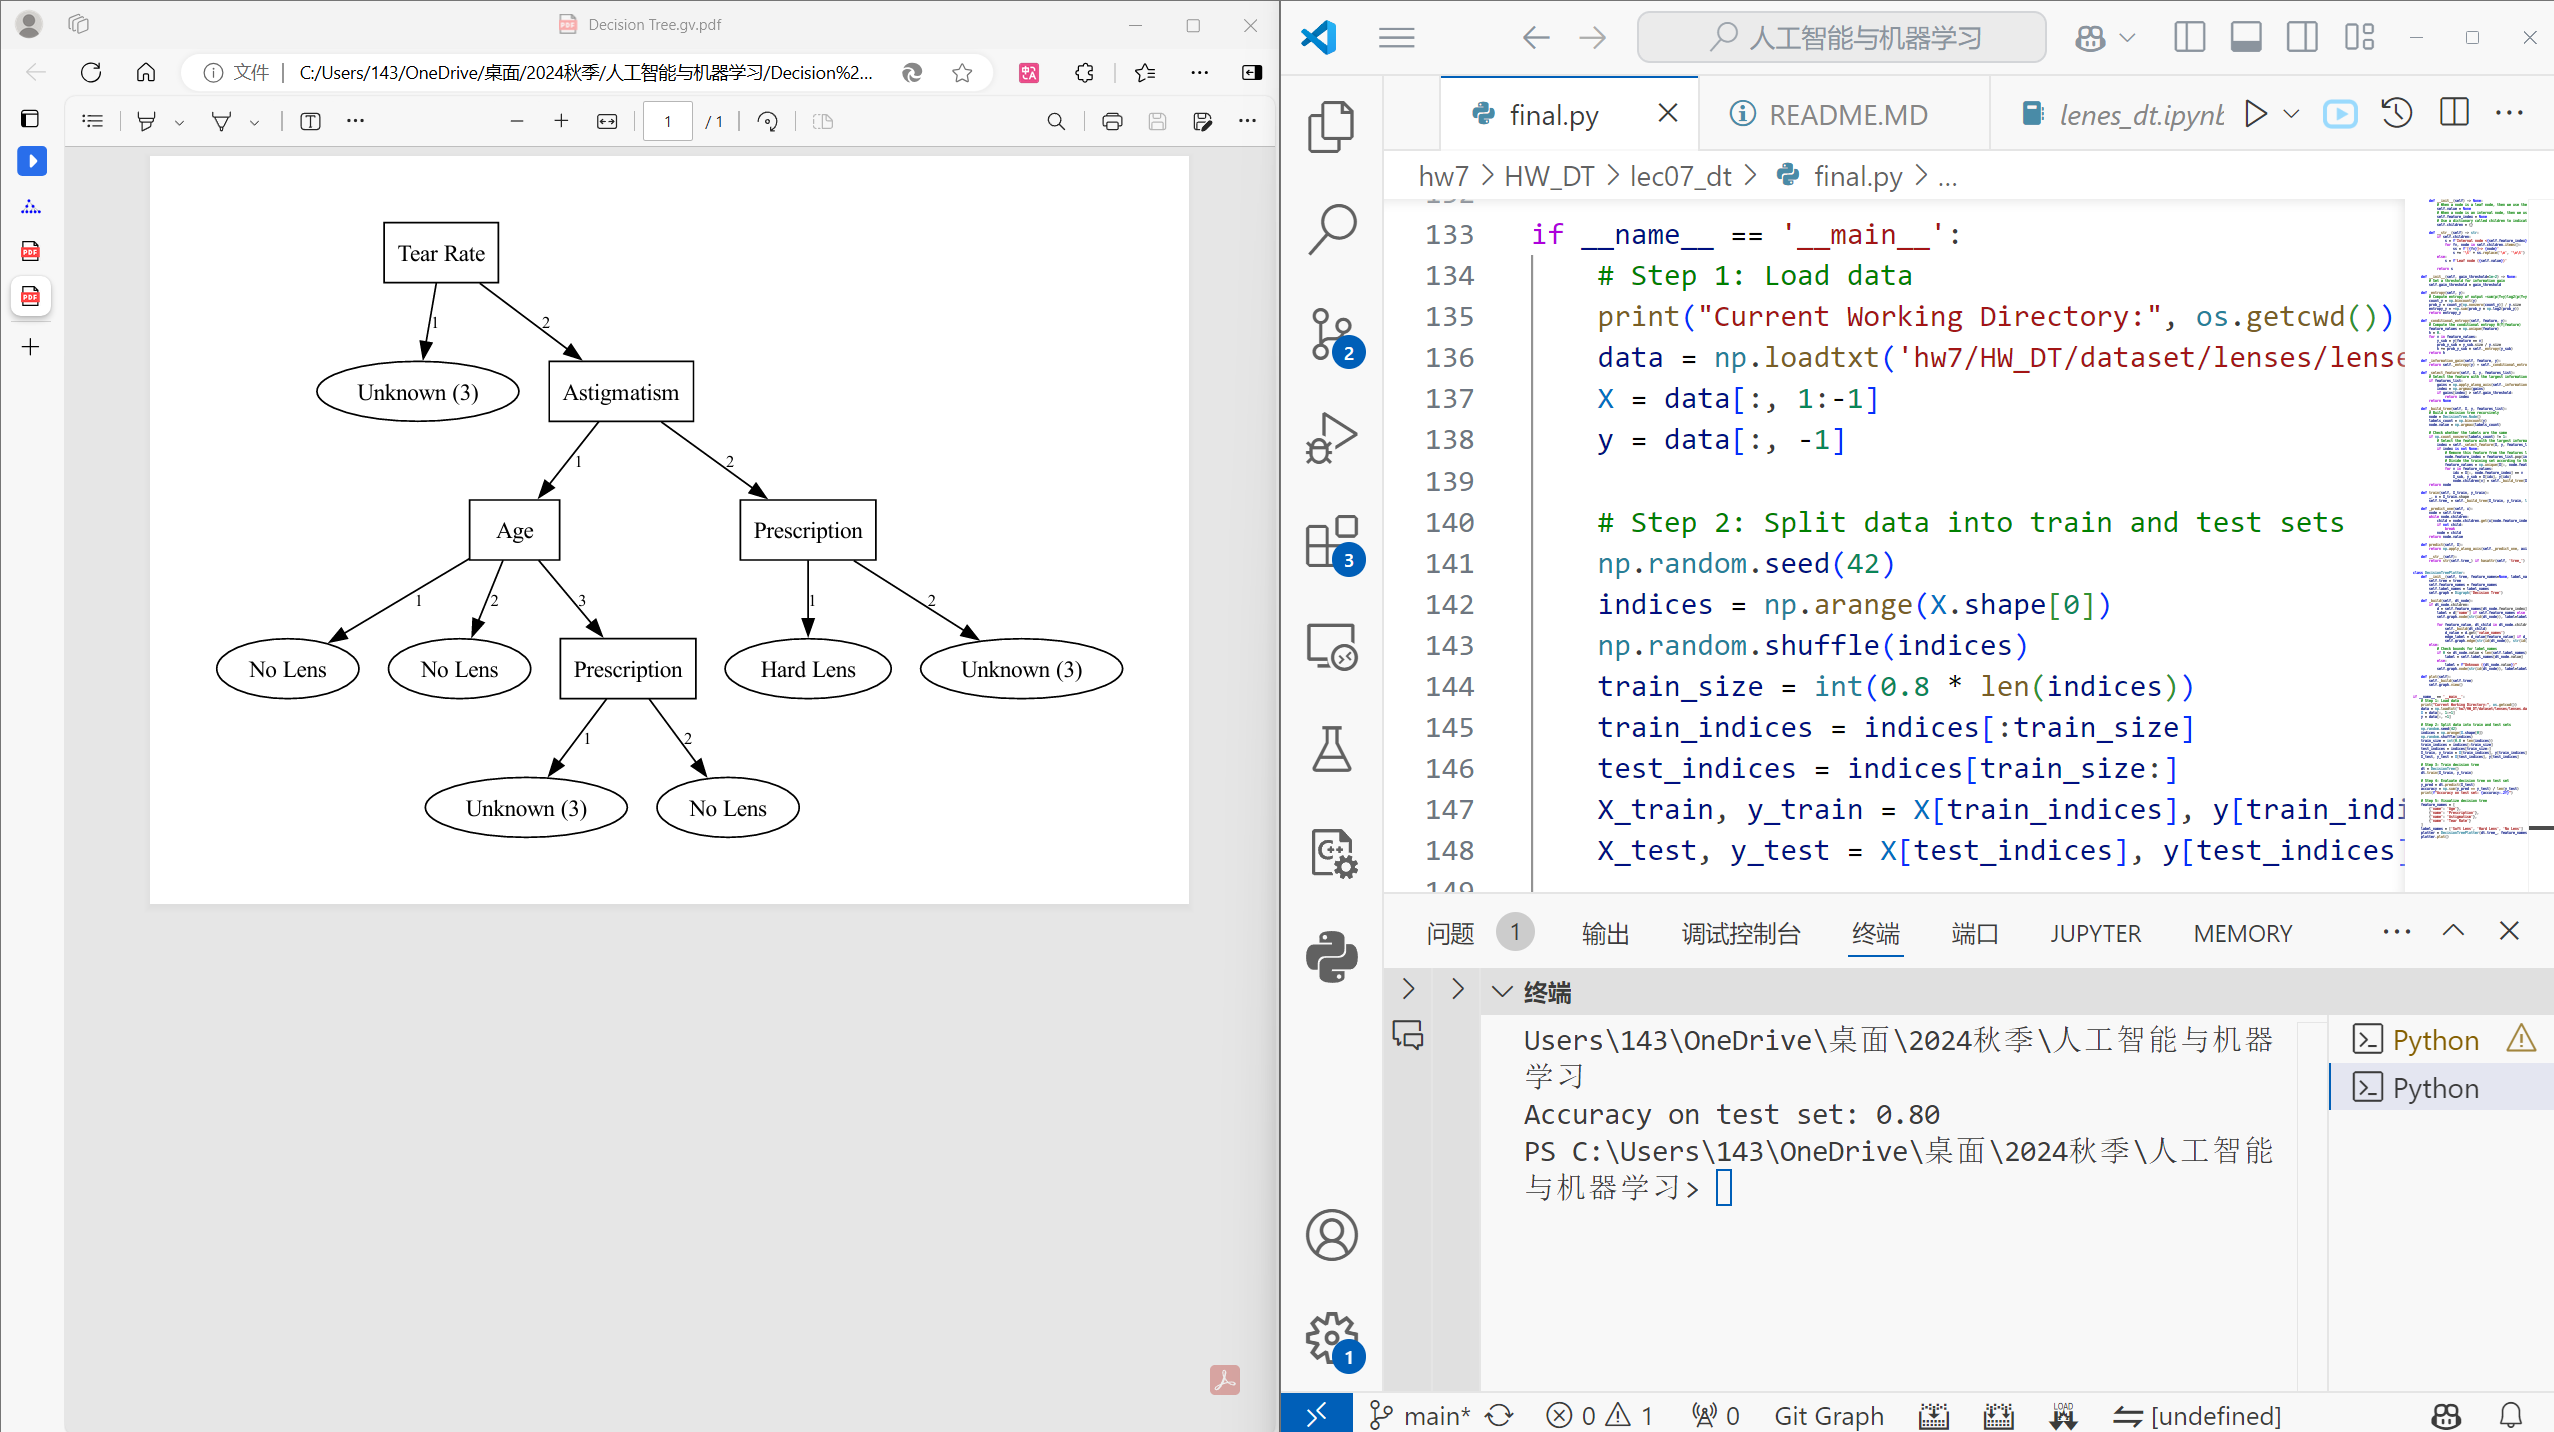 Decision Tree.gv.pdf
文件 C:/Users/143/OneDrive/桌面/2024秋季/人工智能与机器学习/Decision%2...
1 / 1
Tear Rate
1
2
Unknown (3)
Astigmatism
1
2
Age
Prescription
1
2
3
1
2
No Lens
No Lens
Prescription
Hard Lens
Unknown (3)
1
2
Unknown (3)
No Lens
人工智能与机器学习
final.py
README.MD
lenes_dt.ipynb
hw7 > HW_DT > lec07_dt > final.py > ...
133 if __name__ == '__main__':
134 # Step 1: Load data
135 print("Current Working Directory:", os.getcwd())
136 data = np.loadtxt('hw7/HW_DT/dataset/lenses/lense
137 X = data[:, 1:-1]
138 y = data[:, -1]
139
140 # Step 2: Split data into train and test sets
141 np.random.seed(42)
142 indices = np.arange(X.shape[0])
143 np.random.shuffle(indices)
144 train_size = int(0.8 * len(indices))
145 train_indices = indices[:train_size]
146 test_indices = indices[train_size:]
147 X_train, y_train = X[train_indices], y[train_indi
148 X_test, y_test = X[test_indices], y[test_indices]
149
2
3
1
问题 1 输出 调试控制台 终端 端口 JUPYTER MEMORY
终端
Users\143\OneDrive\桌面\2024秋季\人工智能与机器
学习
Accuracy on test set: 0.80
PS C:\Users\143\OneDrive\桌面\2024秋季\人工智能
与机器学习>
Python
Python
main* 0 1 0 Git Graph LOAD [undefined]